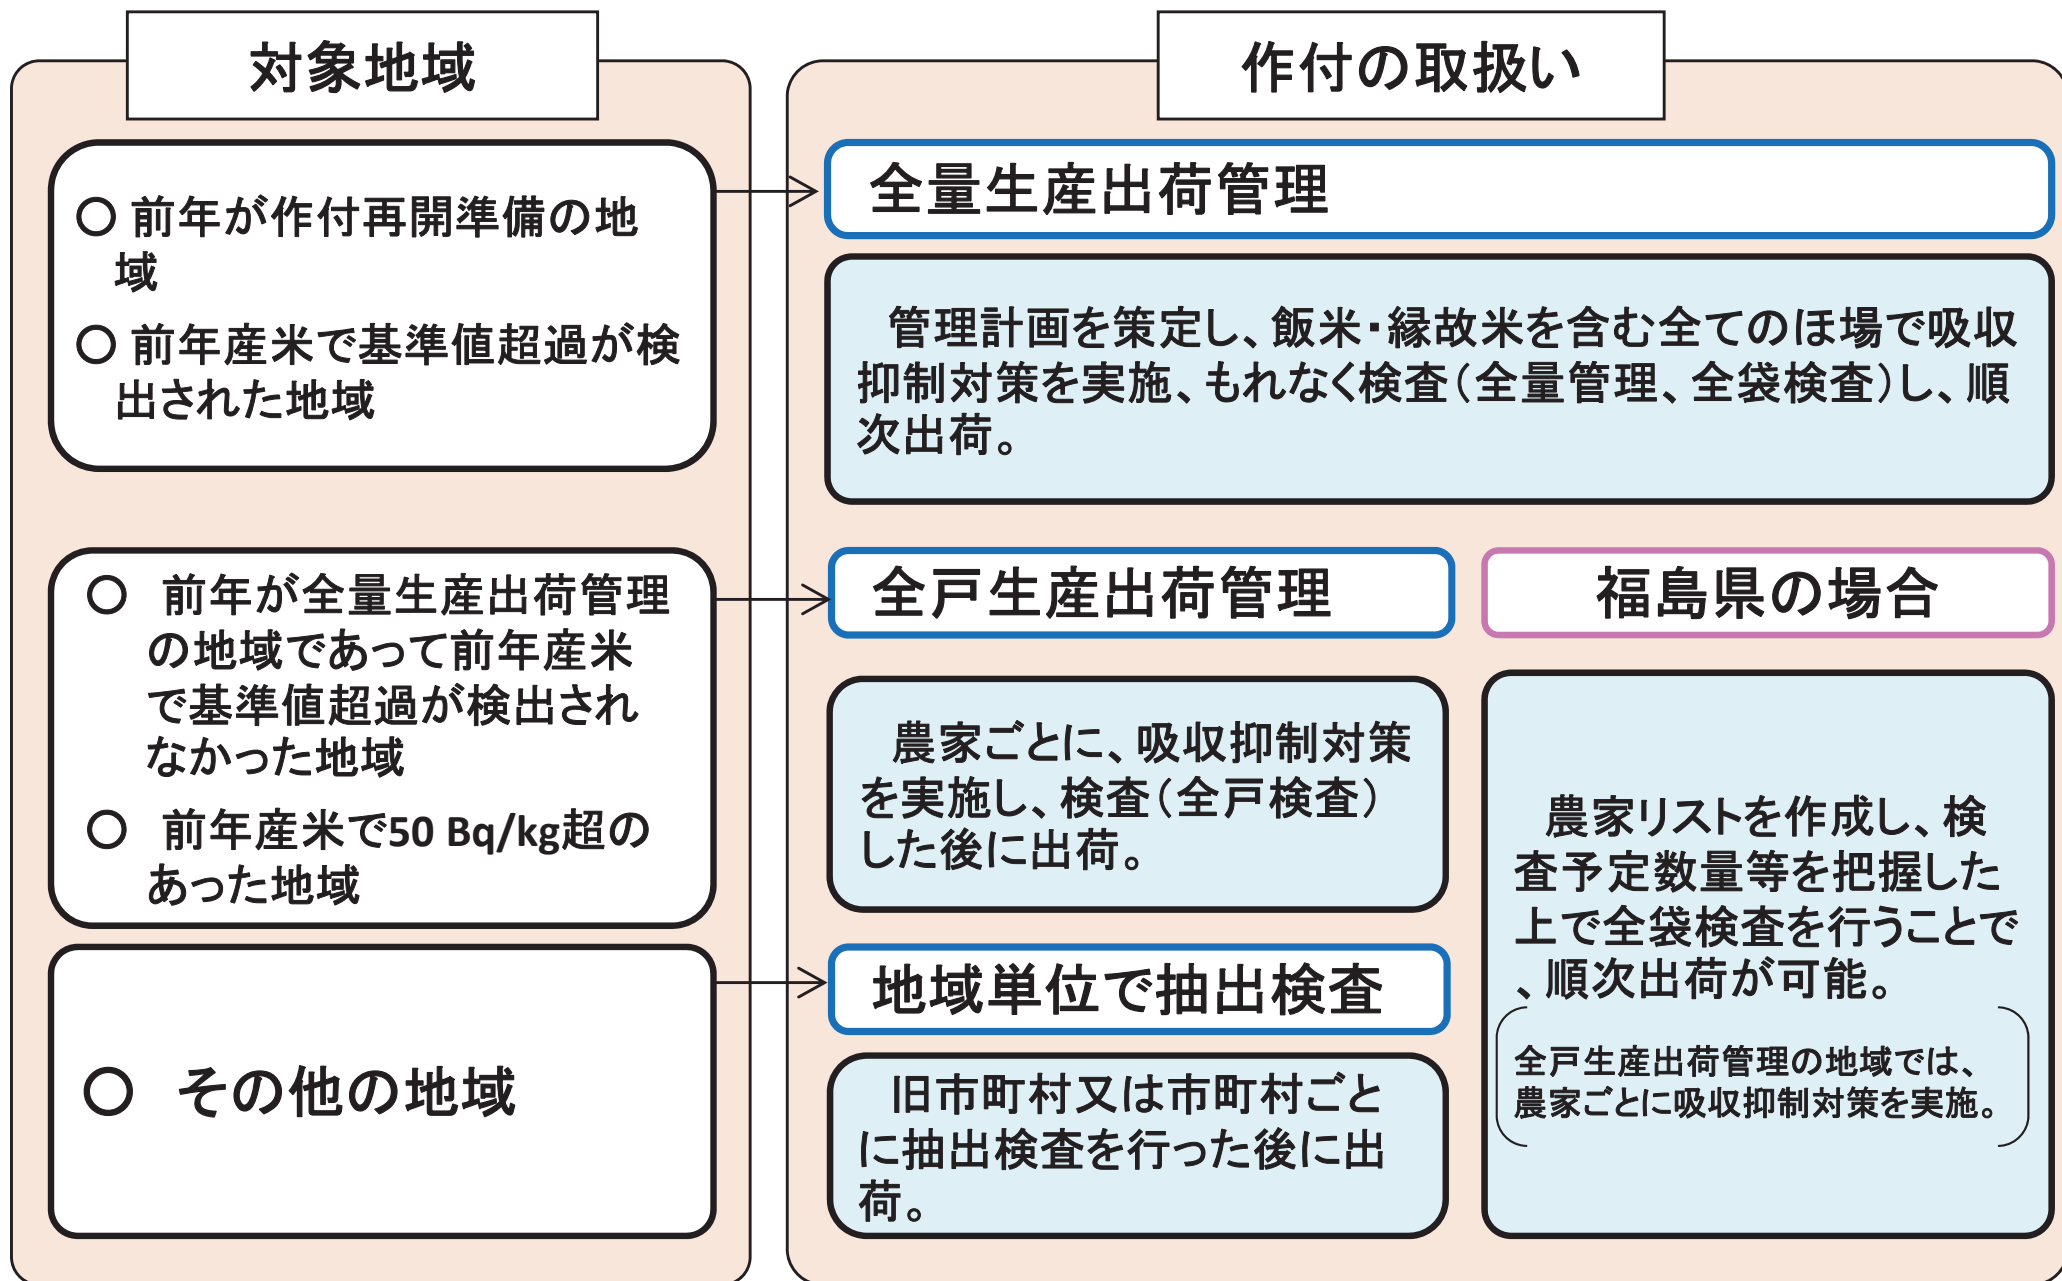 対象地域
○ 前年が作付再開準備の地
域
○ 前年産米で基準値超過が検
出された地域
○ 前年が全量生産出荷管理
の地域であって前年産米
で基準値超過が検出され
なかった地域
○ 前年産米で50 Bq/kg超の
あった地域
○ その他の地域
作付の取扱い
全量生産出荷管理
管理計画を策定し、飯米・縁故米を含む全てのほ場で吸収
抑制対策を実施、もれなく検査（全量管理、全袋検査）し、順
次出荷。
全戸生産出荷管理
農家ごとに、吸収抑制対策
を実施し、検査（全戸検査）
した後に出荷。
地域単位で抽出検査
旧市町村又は市町村ごと
に抽出検査を行った後に出
荷。
福島県の場合
農家リストを作成し、検
査予定数量等を把握した
上で全袋検査を行うことで
、順次出荷が可能。
全戸生産出荷管理の地域では、
農家ごとに吸収抑制対策を実施。